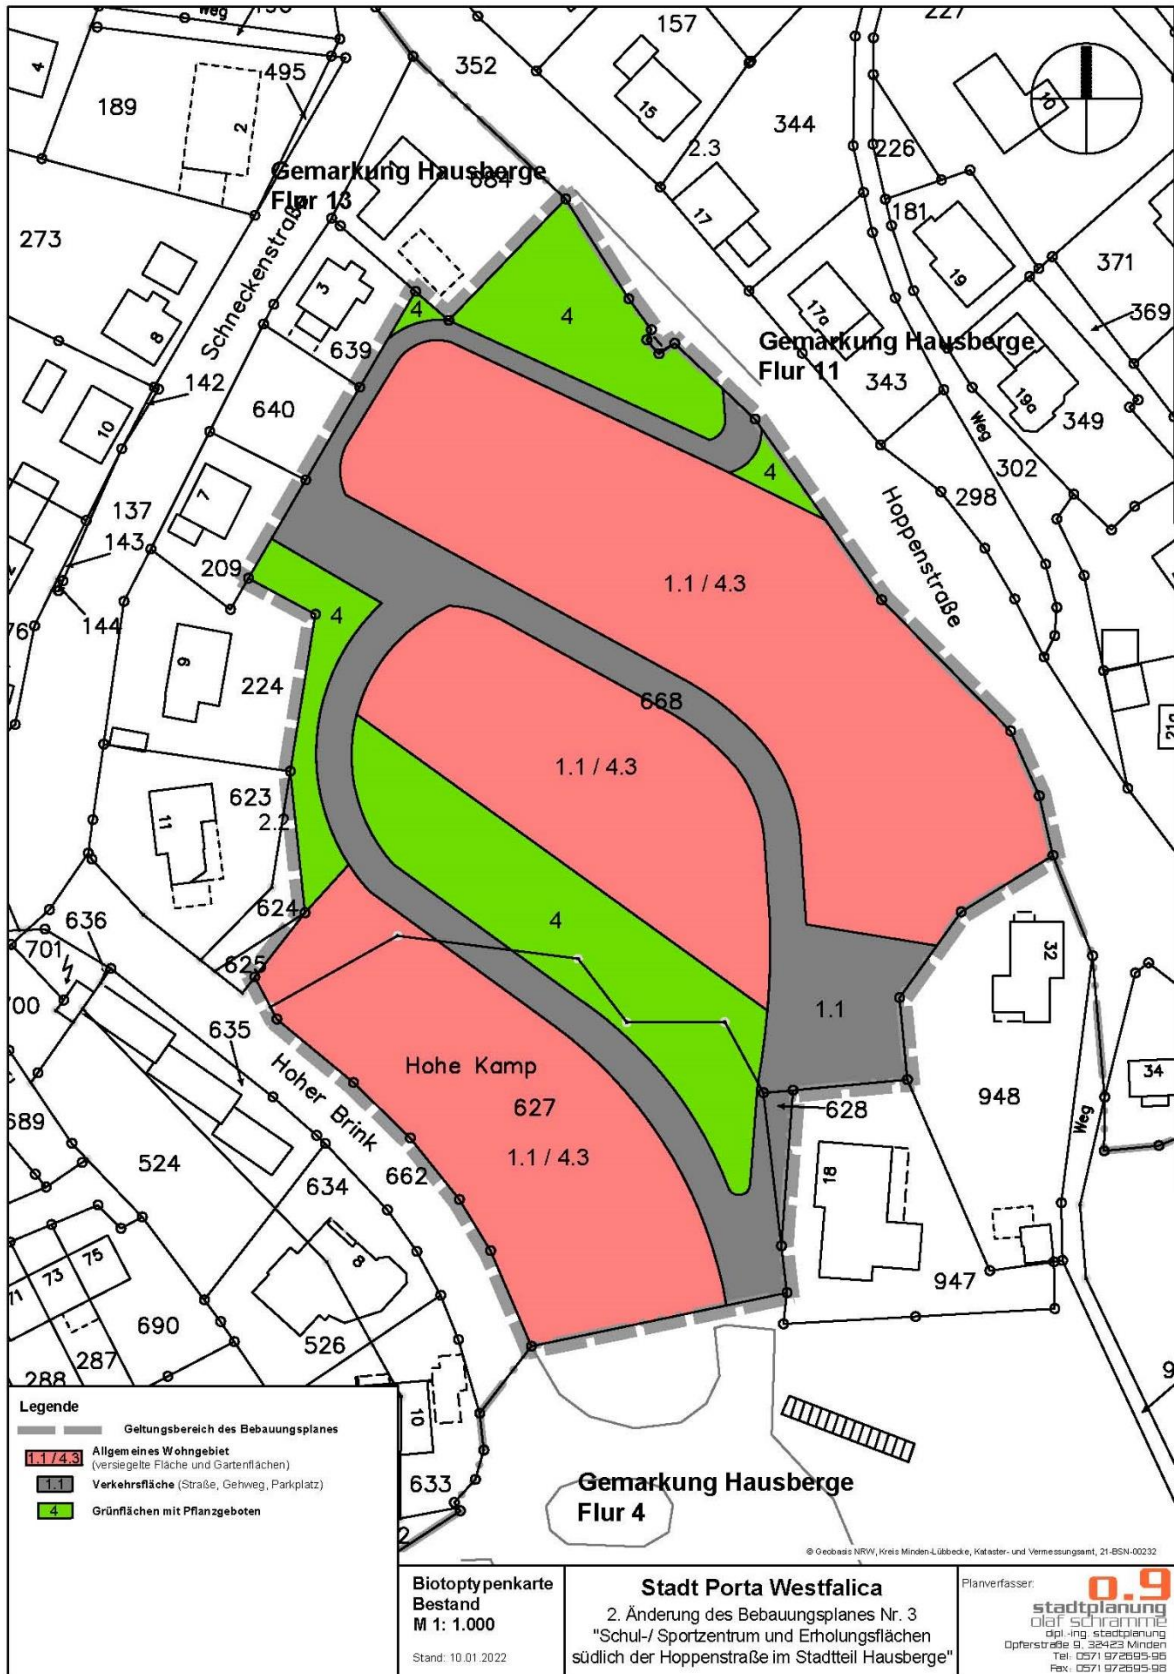 Weg
227
157
352
495
4
189
2
15
344
10
2.3
226
Gemarkung Hausberge
684
Flur 13
17
181
273
371
19
Schneckenstraße
3
17a
369
4
4
8
Gemarkung Hausberge
Flur 11
639
343
142
19a
640
349
10
Weg
4
302
7
137
298
143
Hoppenstraße
209
1.1 / 4.3
144
4
9
224
668
21a
1.1 / 4.3
623
2.2
11
624
4
636
701
32
625
700
1.1
635
Hohe Kamp
Hoher Brink
34
627
628
948
689
Weg
524
1.1 / 4.3
18
662
634
8
75
73
71
947
690
526
287
288
10
633
Gemarkung Hausberge
Flur 4
Legende
Geltungsbereich des Bebauungsplanes
1.1 / 4.3 Allgemeines Wohngebiet
(versiegelte Fläche und Gartenflächen)
1.1 Verkehrsfläche (Straße, Gehweg, Parkplatz)
4 Grünflächen mit Pflanzgeboten
© Geobasis NRW, Kreis Minden-Lübbecke, Kataster- und Vermessungsamt, 21-BSN-00232
Biotoptypenkarte
Bestand
M 1: 1.000
Stand: 10.01.2022
Stadt Porta Westfalica
2. Änderung des Bebauungsplanes Nr. 3
"Schul-/ Sportzentrum und Erholungsflächen
südlich der Hoppenstraße im Stadtteil Hausberge"
Planverfasser:
0.9
stadtplanung
olaf schramme
dipl.-ing. stadtplanung
Opferstraße 9, 32423 Minden
Tel: 0571 972695-96
Fax: 0571 972695-98